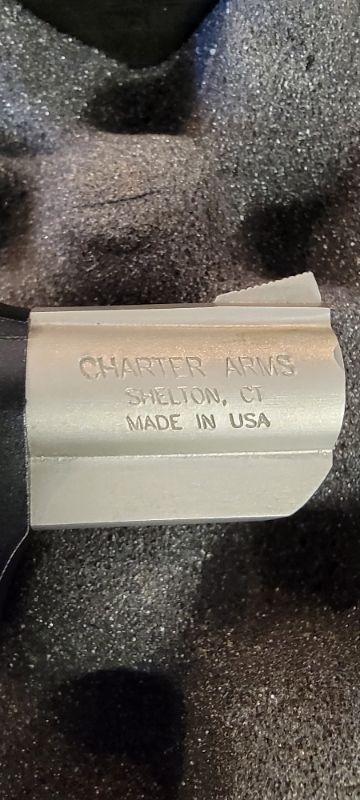 CHARTER ARMS
SHELTON, CT
MADE IN USA